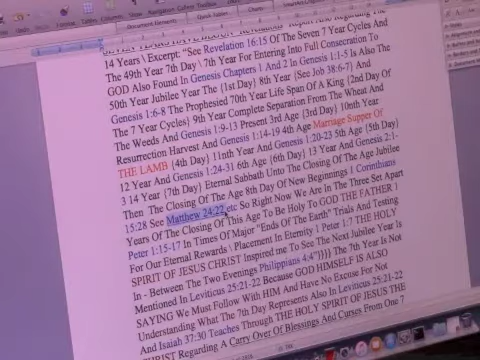 14 Years \ Excerpt: "See Revelation 16:15 Of The Seven 7 Year Cycles And
The 49th Year 7th Day \ 7th Year For Entering Into Full Consecration To
GOD Also Found In Genesis Chapters 1 And 2 In Genesis 1:1-5 Is Also The
50th Year Jubilee Year The {1st Day} 8th Year {See Job 38:6-7} And
Genesis 1:6-8 The Prophesied 70th Year Life Span Of A King {2nd Day Of
The 7 Year Cycles} 9th Year Complete Separation From The Wheat And
The Weeds And Genesis 1:9-13 Present 3rd Age {3rd Day} 10nth Year
Resurrection Harvest And Genesis 1:14-19 4th Age Marriage Supper Of
THE LAMB {4th Day} 11nth Year And Genesis 1:20-23 5th Age {5th Day}
12 Year And Genesis 1:24-31 6th Age {6th Day} 13 Year And Genesis 2:1-
3 14 Year {7th Day} Eternal Sabbath Unto The Closing Of The Age Jubilee
Then The Closing Of The Age 8th Day Of New Beginnings 1 Corinthians
15:28 See Matthew 24:22 etc So Right Now We Are In The Three Set Apart
Years Of The Closing Of This Age To Be Holy To GOD THE FATHER 1
Peter 1:15-17 In Times Of Major "Ends Of The Earth" Trials And Testing
For Our Eternal Rewards \ Placement In Eternity 1 Peter 1:7 THE HOLY
SPIRIT OF JESUS CHRIST Inspired me To See The Next Jubilee Year Is
In - Between The Two Evenings Philippians 4:4"}}}} The 7th Year Is Not
Mentioned In Leviticus 25:21-22 Because GOD HIMSELF IS ALSO
SAYING We Must Follow with HIM And Have No Excuse For Not
Understanding What The 7th Day Represents Also In Leviticus 25:21-22
And Isaiah 37:30 Teaches Through THE HOLY SPIRIT OF JESUS THE
CHRIST Regarding A Carry Over Of Blessings And Curses From One 7